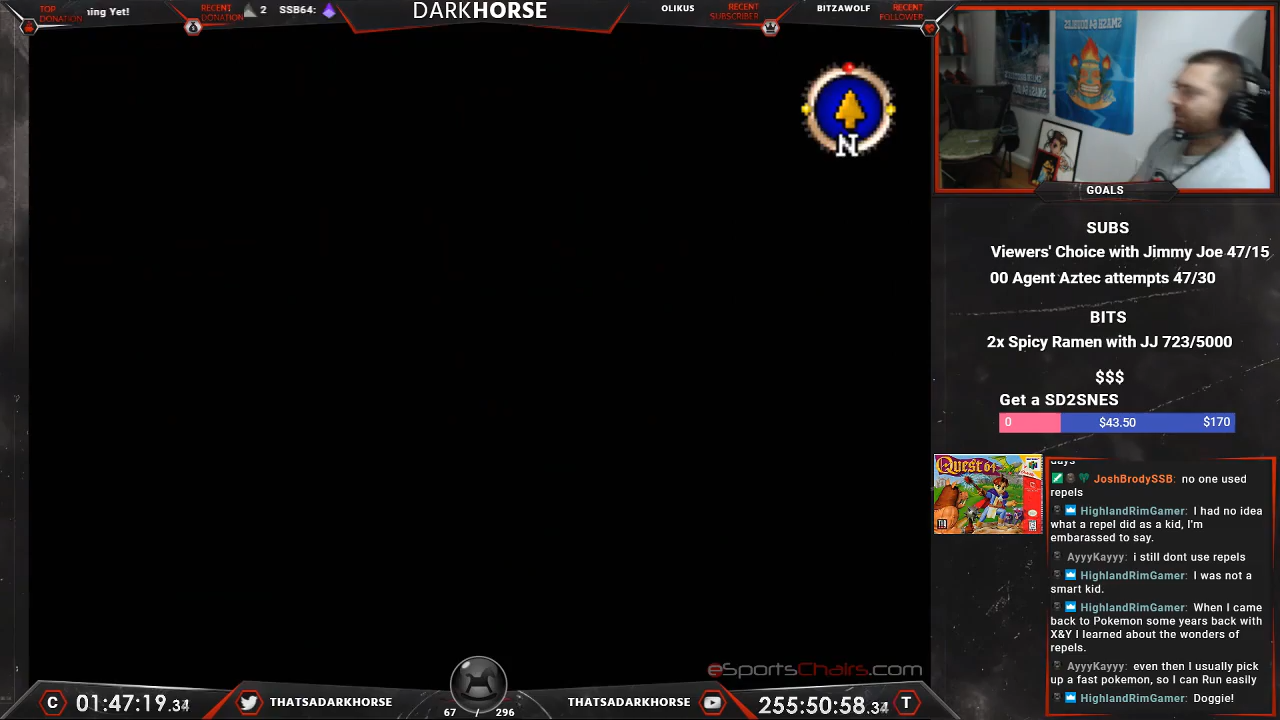 TOP
DONATION
ing Yet!
RECENT
DONATION
2
SSB64:
DARKHORSE
OLIKUS
RECENT
SUBSCRIBER
BITZAWOLF
RECENT
FOLLOWER
N
GOALS
SUBS
Viewers' Choice with Jimmy Joe 47/15
00 Agent Aztec attempts 47/30
BITS
2x Spicy Ramen with JJ 723/5000
$$$
Get a SD2SNES
0 $43.50 $170
Quest 64
days
JoshBrodySSB: no one used
repels
HighlandRimGamer: I had no idea
what a repel did as a kid, I'm
embarassed to say.
AyyyKayyy: i still dont use repels
HighlandRimGamer: I was not a
smart kid.
HighlandRimGamer: When I came
back to Pokemon some years back with
X&Y I learned about the wonders of
repels.
AyyyKayyy: even then I usually pick
up a fast pokemon, so I can Run easily
HighlandRimGamer: Doggie!
eSportsChairs.com
C 01:47:19.34
THATSADARKHORSE
67 / 296
THATSADARKHORSE
255:50:58.34 T